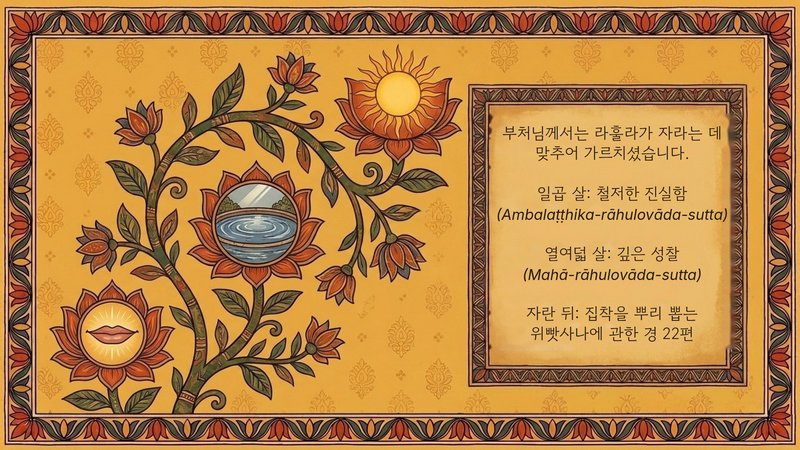 부처님께서는 라훌라가 자라는 데
맞추어 가르치셨습니다.
일곱 살: 철저한 진실함
(Ambalaṭṭhika-rāhulovāda-sutta)
열여덟 살: 깊은 성찰
(Mahā-rāhulovāda-sutta)
자란 뒤: 집착을 뿌리 뽑는
위빳사나에 관한 경 22편